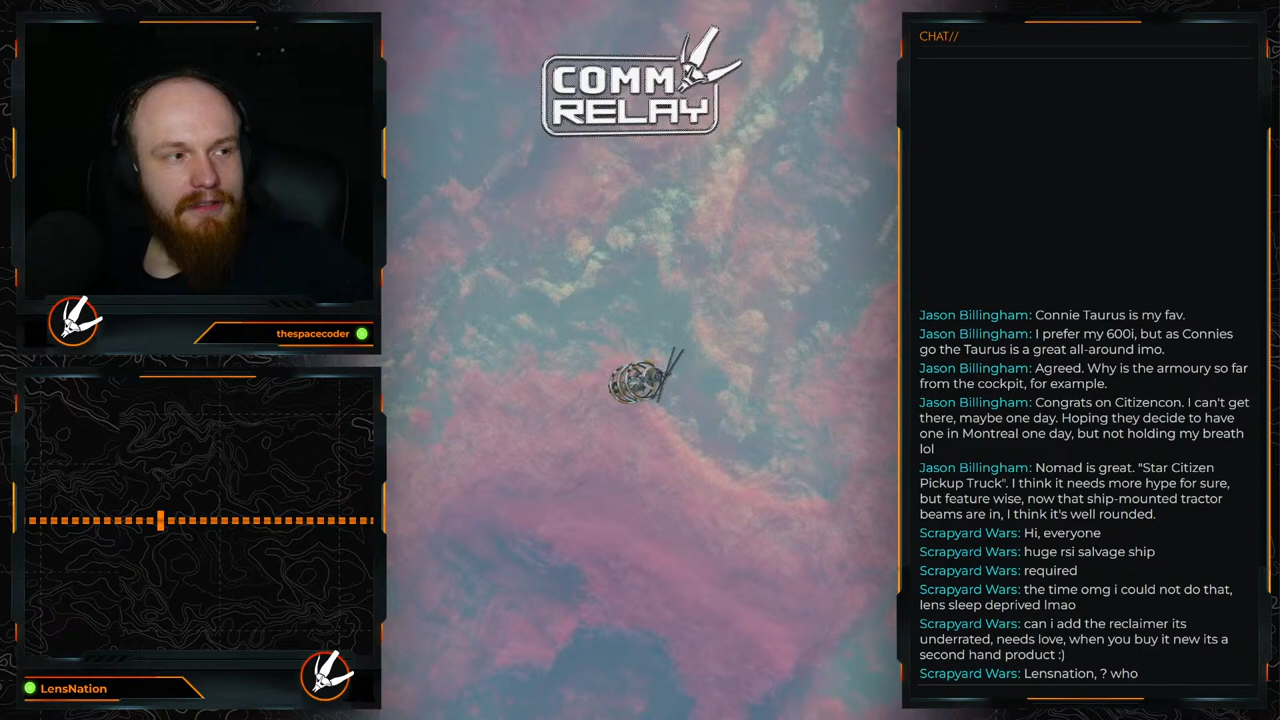 COMM
RELAY
thespacecoder
LensNation
CHAT//
Jason Billingham: Connie Taurus is my fav.
Jason Billingham: I prefer my 600i, but as Connies
go the Taurus is a great all-around imo.
Jason Billingham: Agreed. Why is the armoury so far
from the cockpit, for example.
Jason Billingham: Congrats on Citizencon. I can't get
there, maybe one day. Hoping they decide to have
one in Montreal one day, but not holding my breath
lol
Jason Billingham: Nomad is great. "Star Citizen
Pickup Truck". I think it needs more hype for sure,
but feature wise, now that ship-mounted tractor
beams are in, I think it's well rounded.
Scrapyard Wars: Hi, everyone
Scrapyard Wars: huge rsi salvage ship
Scrapyard Wars: required
Scrapyard Wars: the time omg i could not do that,
lens sleep deprived lmao
Scrapyard Wars: can i add the reclaimer its
underrated, needs love, when you buy it new its a
second hand product :)
Scrapyard Wars: Lensnation, ? who